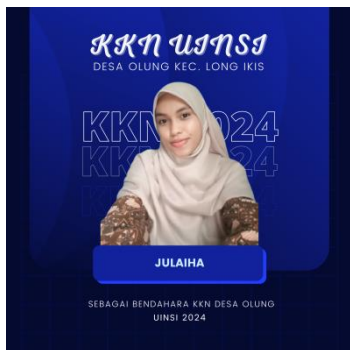 KKN UINSI
DESA OLUNG KEC. LONG IKIS
KKN 2024
JULAIHA
SEBAGAI BENDAHARA KKN DESA OLUNG
UINSI 2024